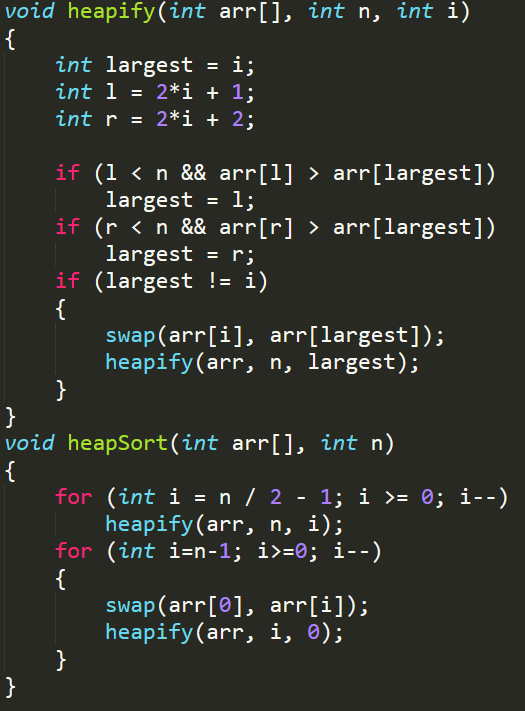 void heapify(int arr[], int n, int i)
{
    int largest = i;
    int l = 2*i + 1;
    int r = 2*i + 2;

    if (l < n && arr[l] > arr[largest])
        largest = l;
    if (r < n && arr[r] > arr[largest])
        largest = r;
    if (largest != i)
    {
        swap(arr[i], arr[largest]);
        heapify(arr, n, largest);
    }
}
void heapSort(int arr[], int n)
{
    for (int i = n / 2 - 1; i >= 0; i--)
        heapify(arr, n, i);
    for (int i=n-1; i>=0; i--)
    {
        swap(arr[0], arr[i]);
        heapify(arr, i, 0);
    }
}